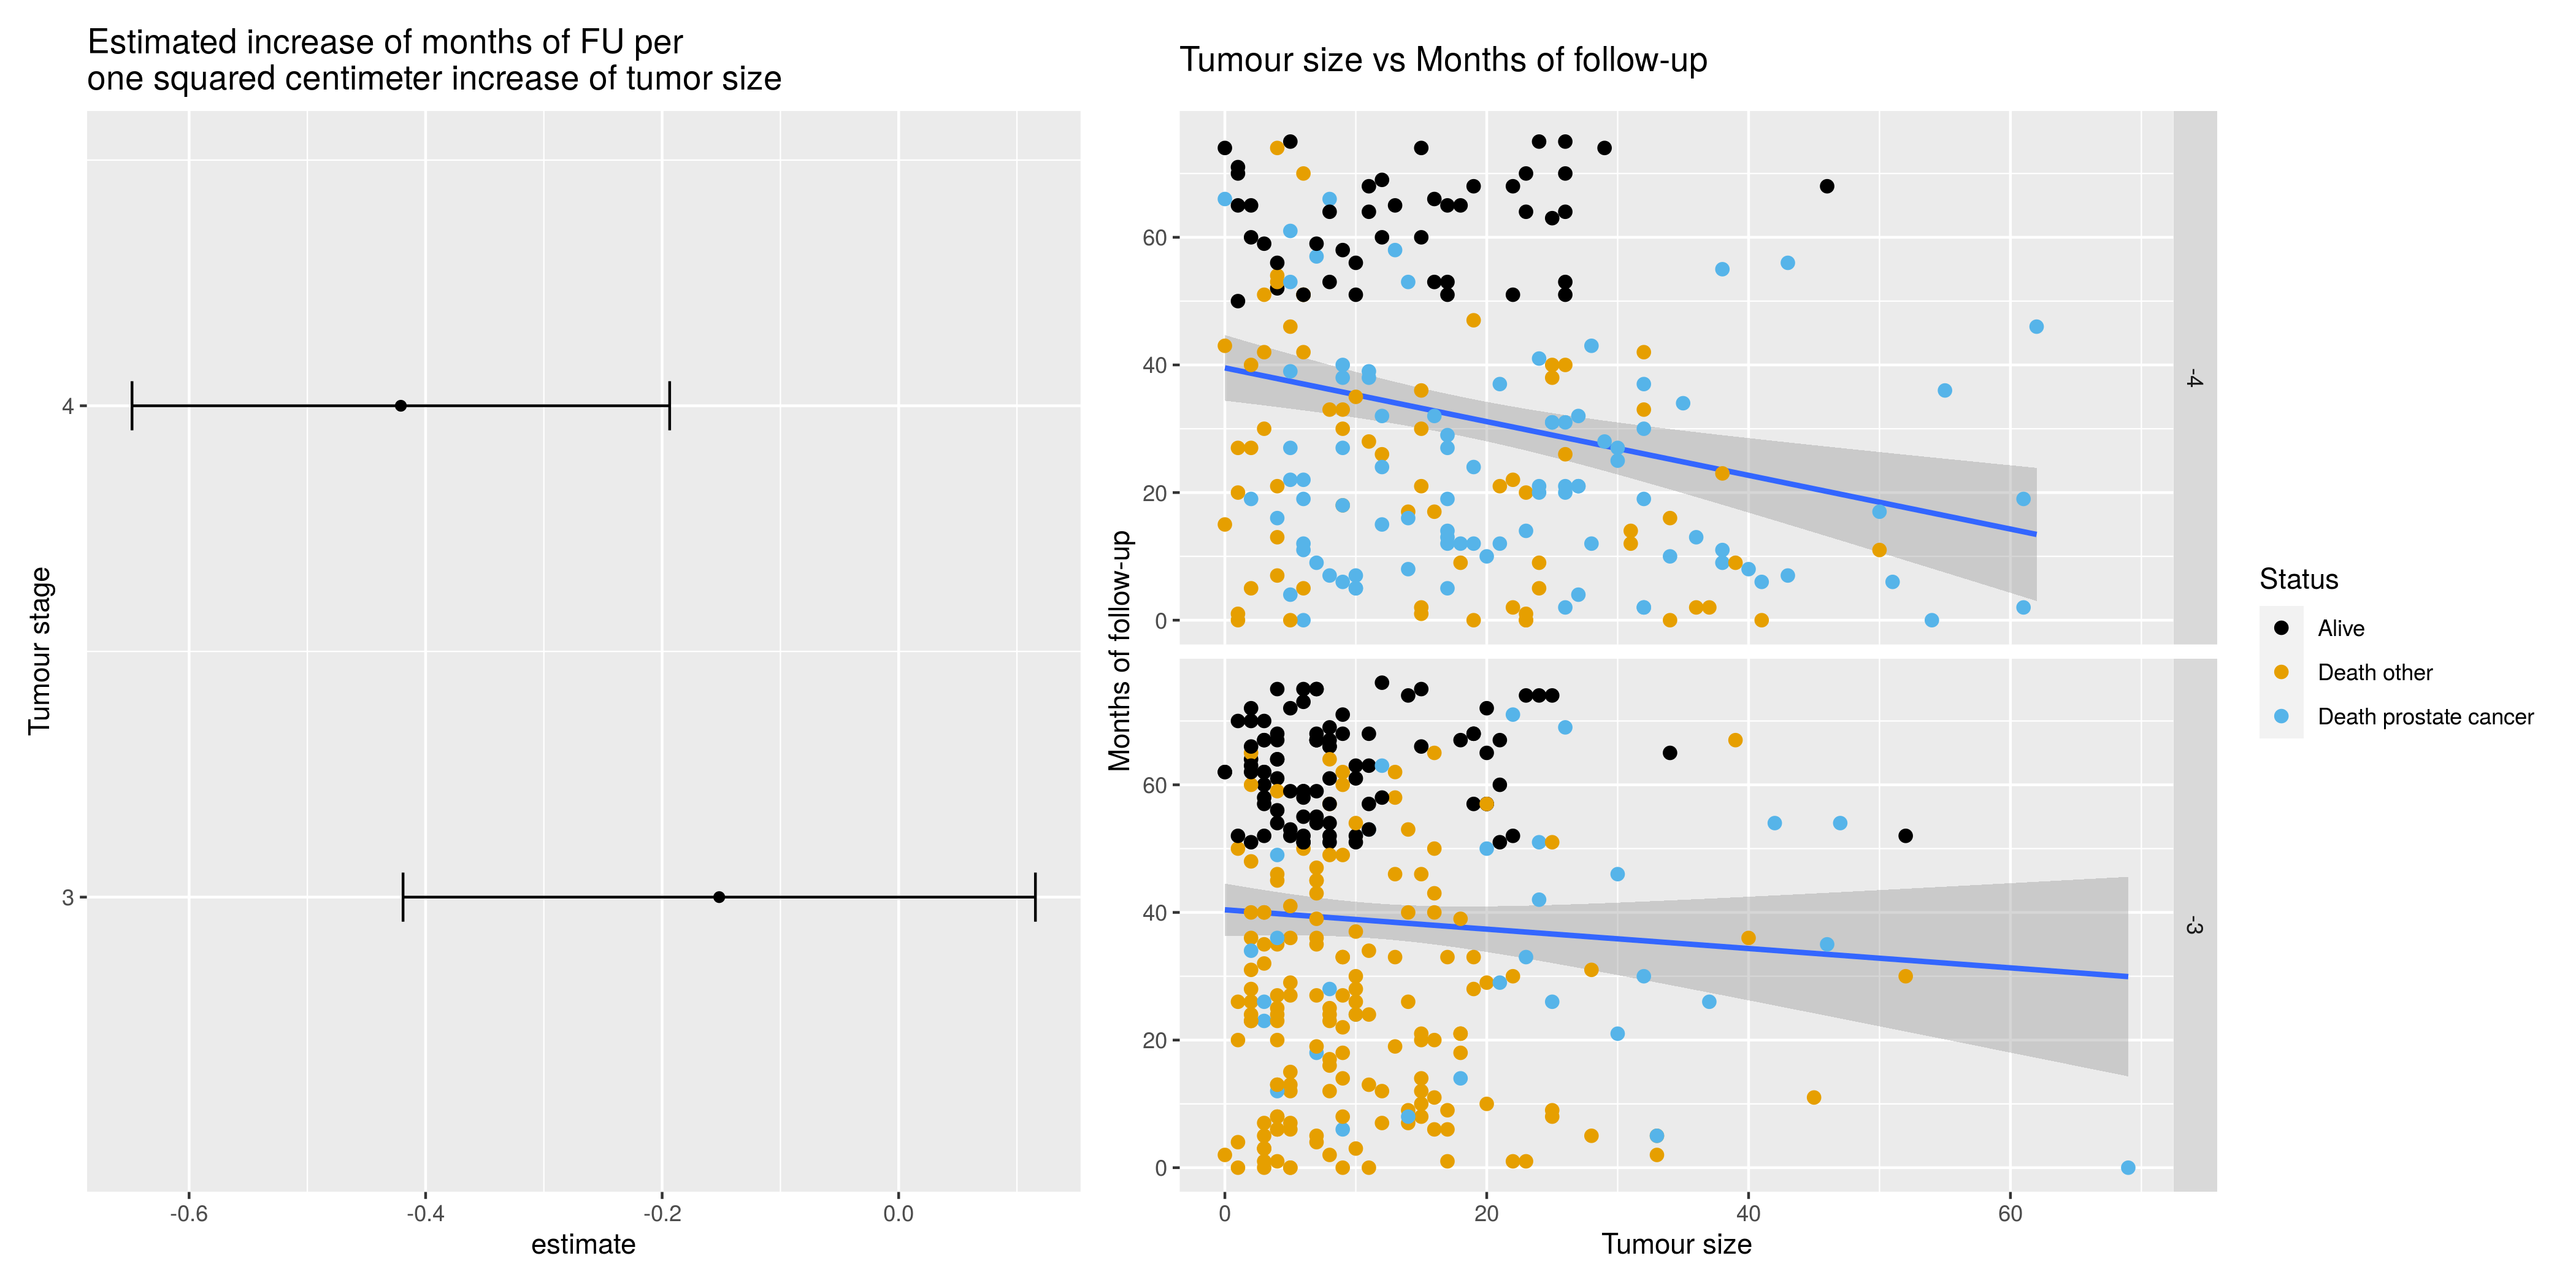 Estimated increase of months of FU per
one squared centimeter increase of tumor size
Tumour stage
4
3
-0.6
-0.4
-0.2
0.0
estimate
Tumour size vs Months of follow-up
Months of follow-up
60
40
20
0
-4
60
40
20
0
-3
0
20
40
60
Tumour size
Status
Alive
Death other
Death prostate cancer